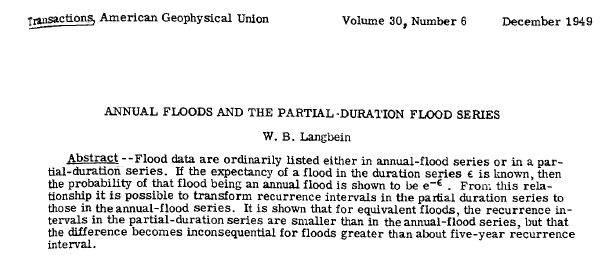 Transactions, American Geophysical Union Volume 30, Number 6 December 1949
ANNUAL FLOODS AND THE PARTIAL-DURATION FLOOD SERIES
W. B. Langbein
Abstract--Flood data are ordinarily listed either in annual-flood series or in a par-
tial-duration series. If the expectancy of a flood in the duration series ϵ is known, then
the probability of that flood being an annual flood is shown to be e⁻ᵋ. From this rela-
tionship it is possible to transform recurrence intervals in the partial duration series to
those in the annual-flood series. It is shown that for equivalent floods, the recurrence in-
tervals in the partial-duration series are smaller than in the annual-flood series, but that
the difference becomes inconsequential for floods greater than about five-year recurrence
interval.